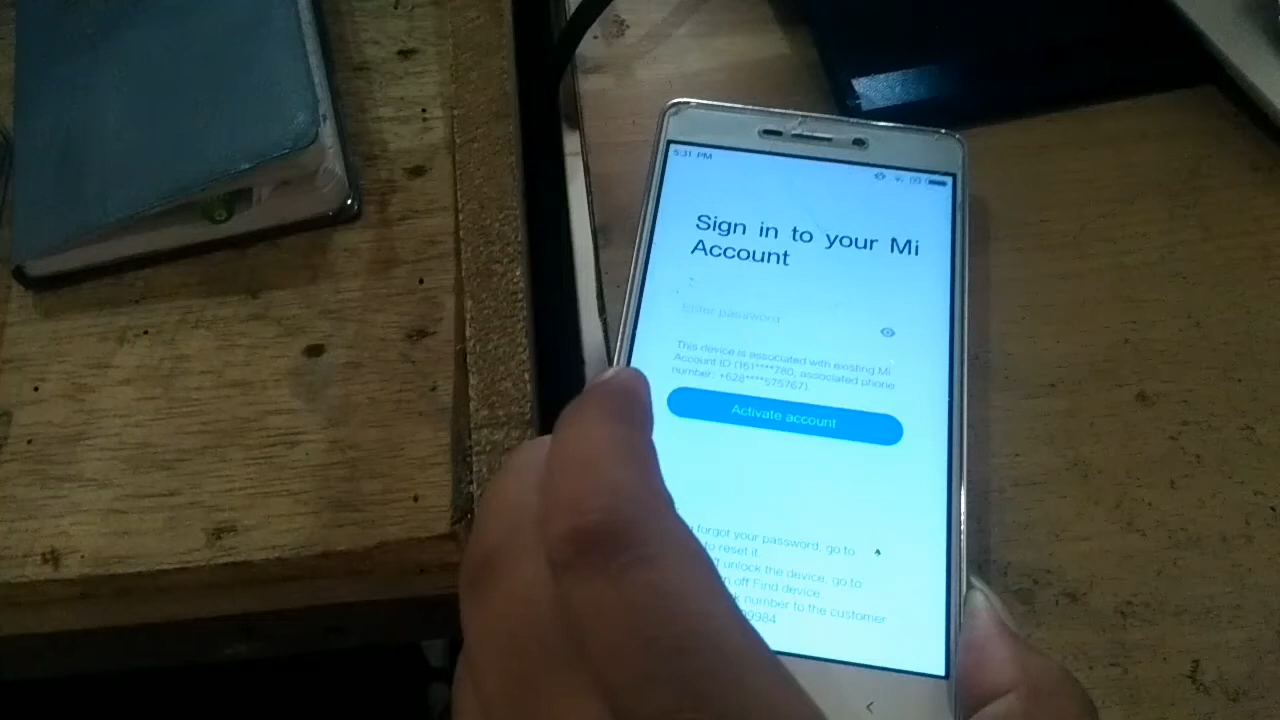 5:31 PM
Sign in to your Mi
Account
Enter password
This device is associated with existing Mi
Account ID (161****780, associated phone
number: +628****575767).
Activate account
forgot your password, go to
to reset it.
unlock the device, go to
off Find device
number to the customer
9984